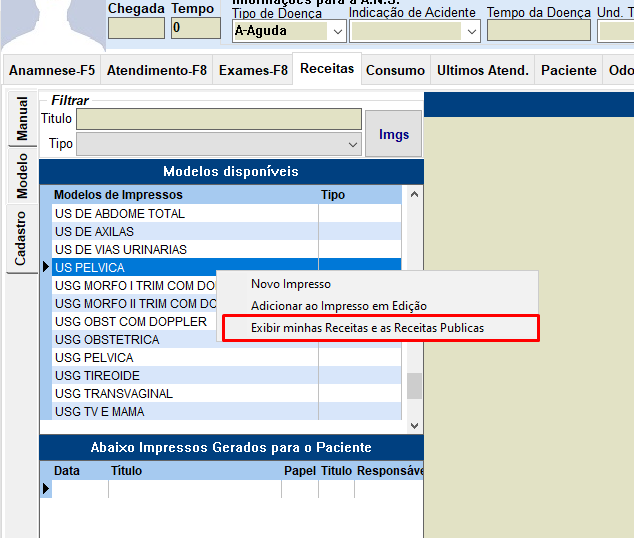 Informações para a A.N.S.
Chegada Tempo Tipo de Doença Indicação de Acidente Tempo da Doença Und. T
0 A-Aguda
Anamnese-F5 Atendimento-F8 Exames-F8 Receitas Consumo Ultimos Atend. Paciente Odo
Manual
Modelo
Cadastro
Filtrar
Titulo
Tipo
Imgs
Modelos disponíveis
Modelos de Impressos Tipo
US DE ABDOME TOTAL
US DE AXILAS
US DE VIAS URINARIAS
US PELVICA
USG MORFO I TRIM COM DO
USG MORFO II TRIM COM DO
USG OBST COM DOPPLER
USG OBSTETRICA
USG PELVICA
USG TIREOIDE
USG TRANSVAGINAL
USG TV E MAMA
Novo Impresso
Adicionar ao Impresso em Edição
Exibir minhas Receitas e as Receitas Publicas
Abaixo Impressos Gerados para o Paciente
Data Título Papel Titulo Responsáve